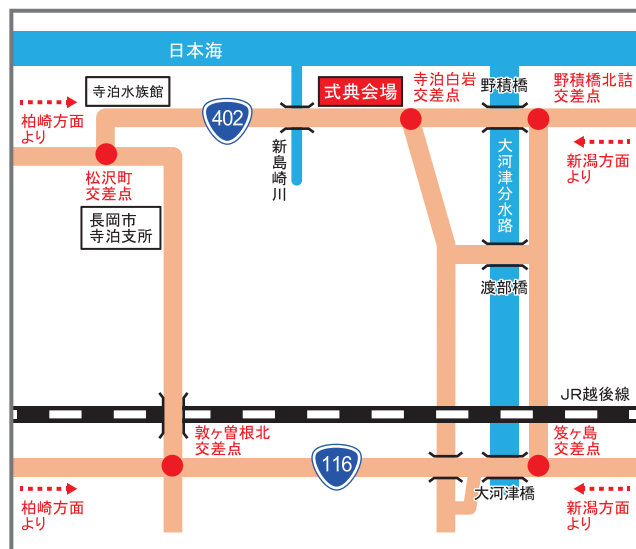 日本海
寺泊水族館
式典会場
寺泊白岩
交差点
野積橋
野積橋北詰
交差点
柏崎方面
より
402
新島崎川
大河津分水路
新潟方面
より
松沢町
交差点
長岡市
寺泊支所
渡部橋
JR越後線
敦ヶ曽根北
交差点
116
笈ヶ島
交差点
大河津橋
柏崎方面
より
新潟方面
より